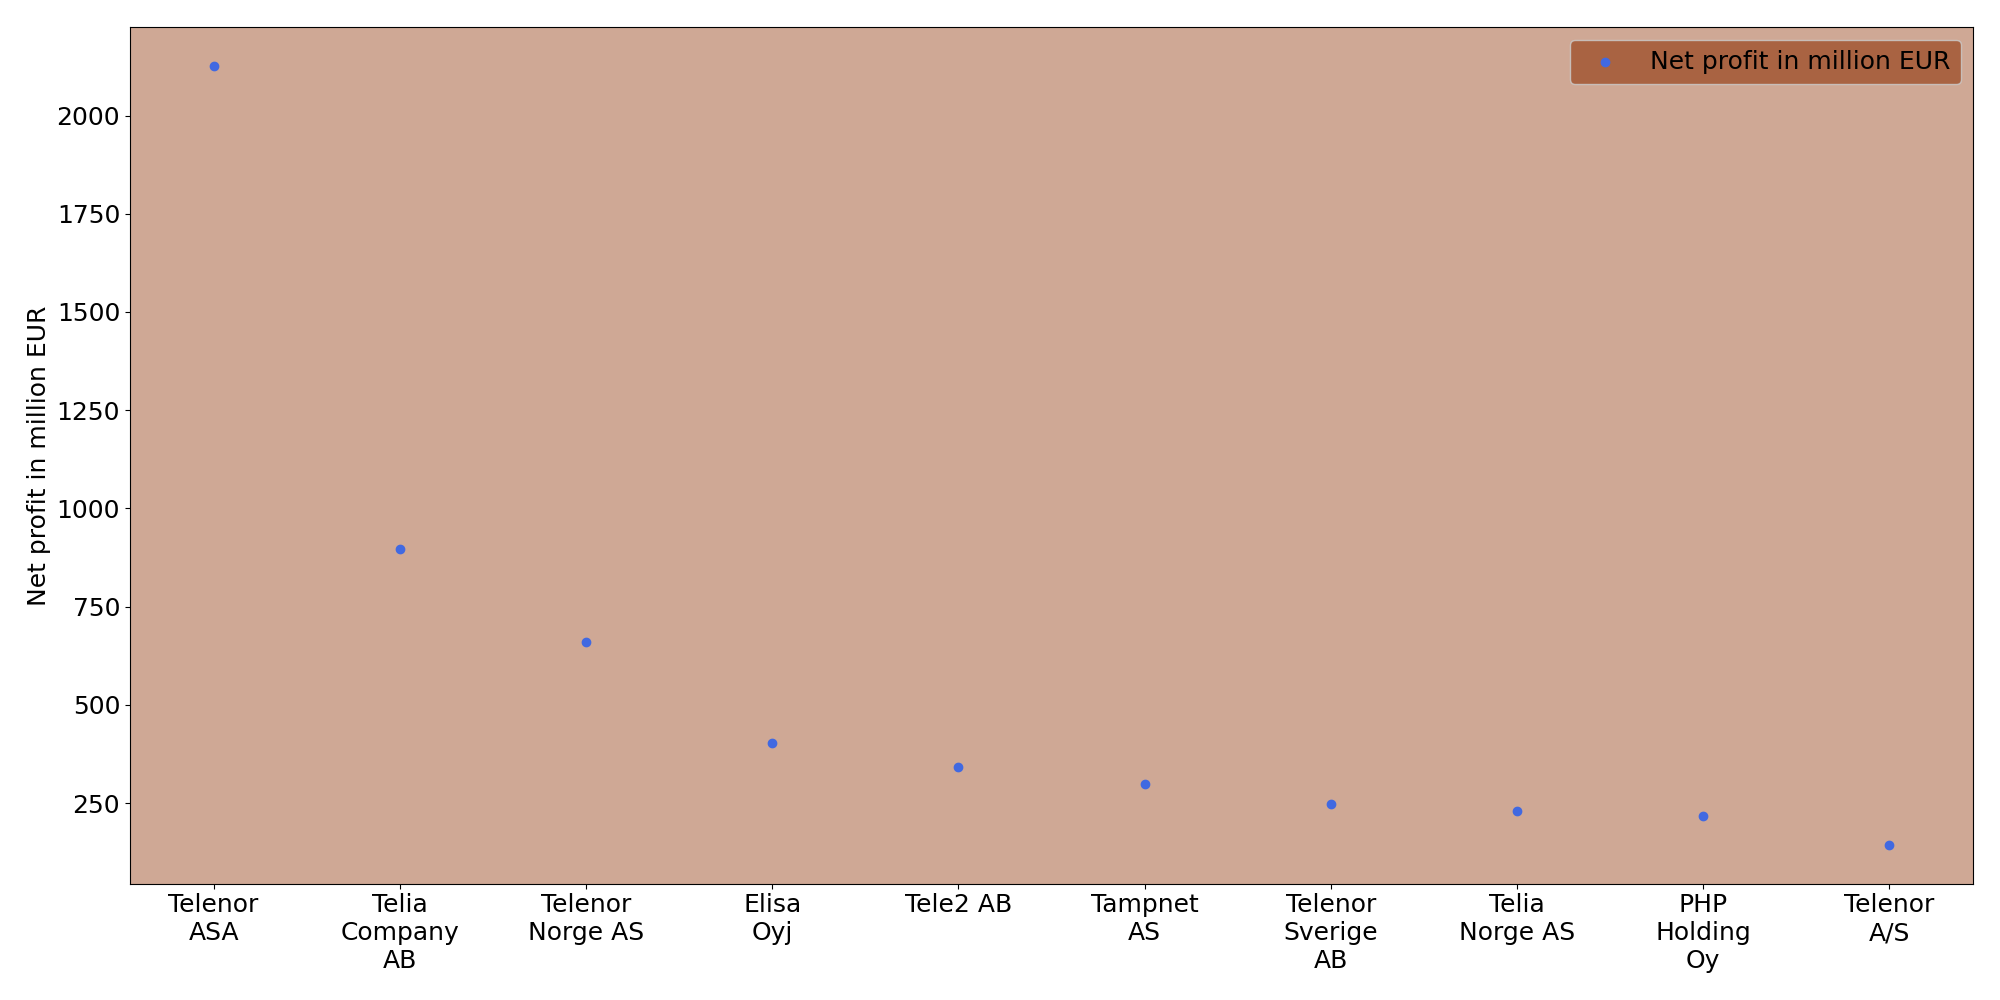 Net profit in million EUR
Net profit in million EUR
2000
1750
1500
1250
1000
750
500
250
Telenor
ASA
Telia
Company
AB
Telenor
Norge AS
Elisa
Oyj
Tele2 AB
Tampnet
AS
Telenor
Sverige
AB
Telia
Norge AS
PHP
Holding
Oy
Telenor
A/S